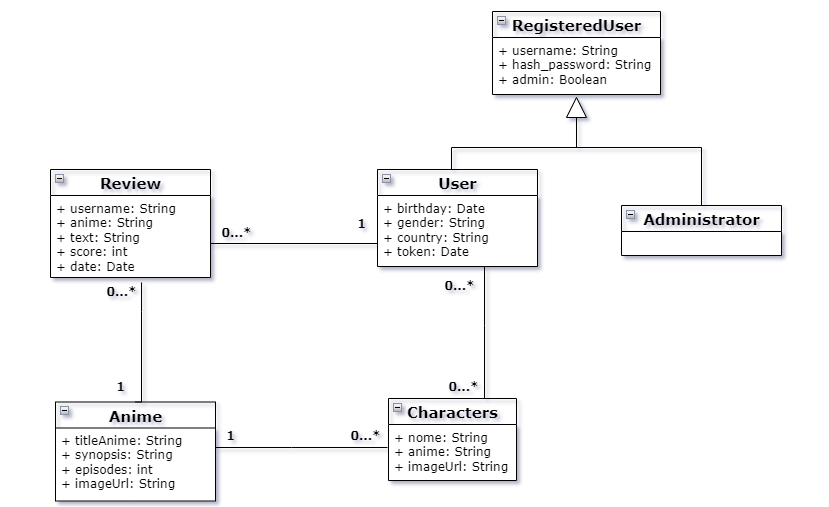 RegisteredUser
+ username: String
+ hash_password: String
+ admin: Boolean
Review
+ username: String
+ anime: String
+ text: String
+ score: int
+ date: Date
0...*
1
User
+ birthday: Date
+ gender: String
+ country: String
+ token: Date
Administrator
0...*
1
0...*
0...*
Anime
+ titleAnime: String
+ synopsis: String
+ episodes: int
+ imageUrl: String
1
0...*
Characters
+ nome: String
+ anime: String
+ imageUrl: String